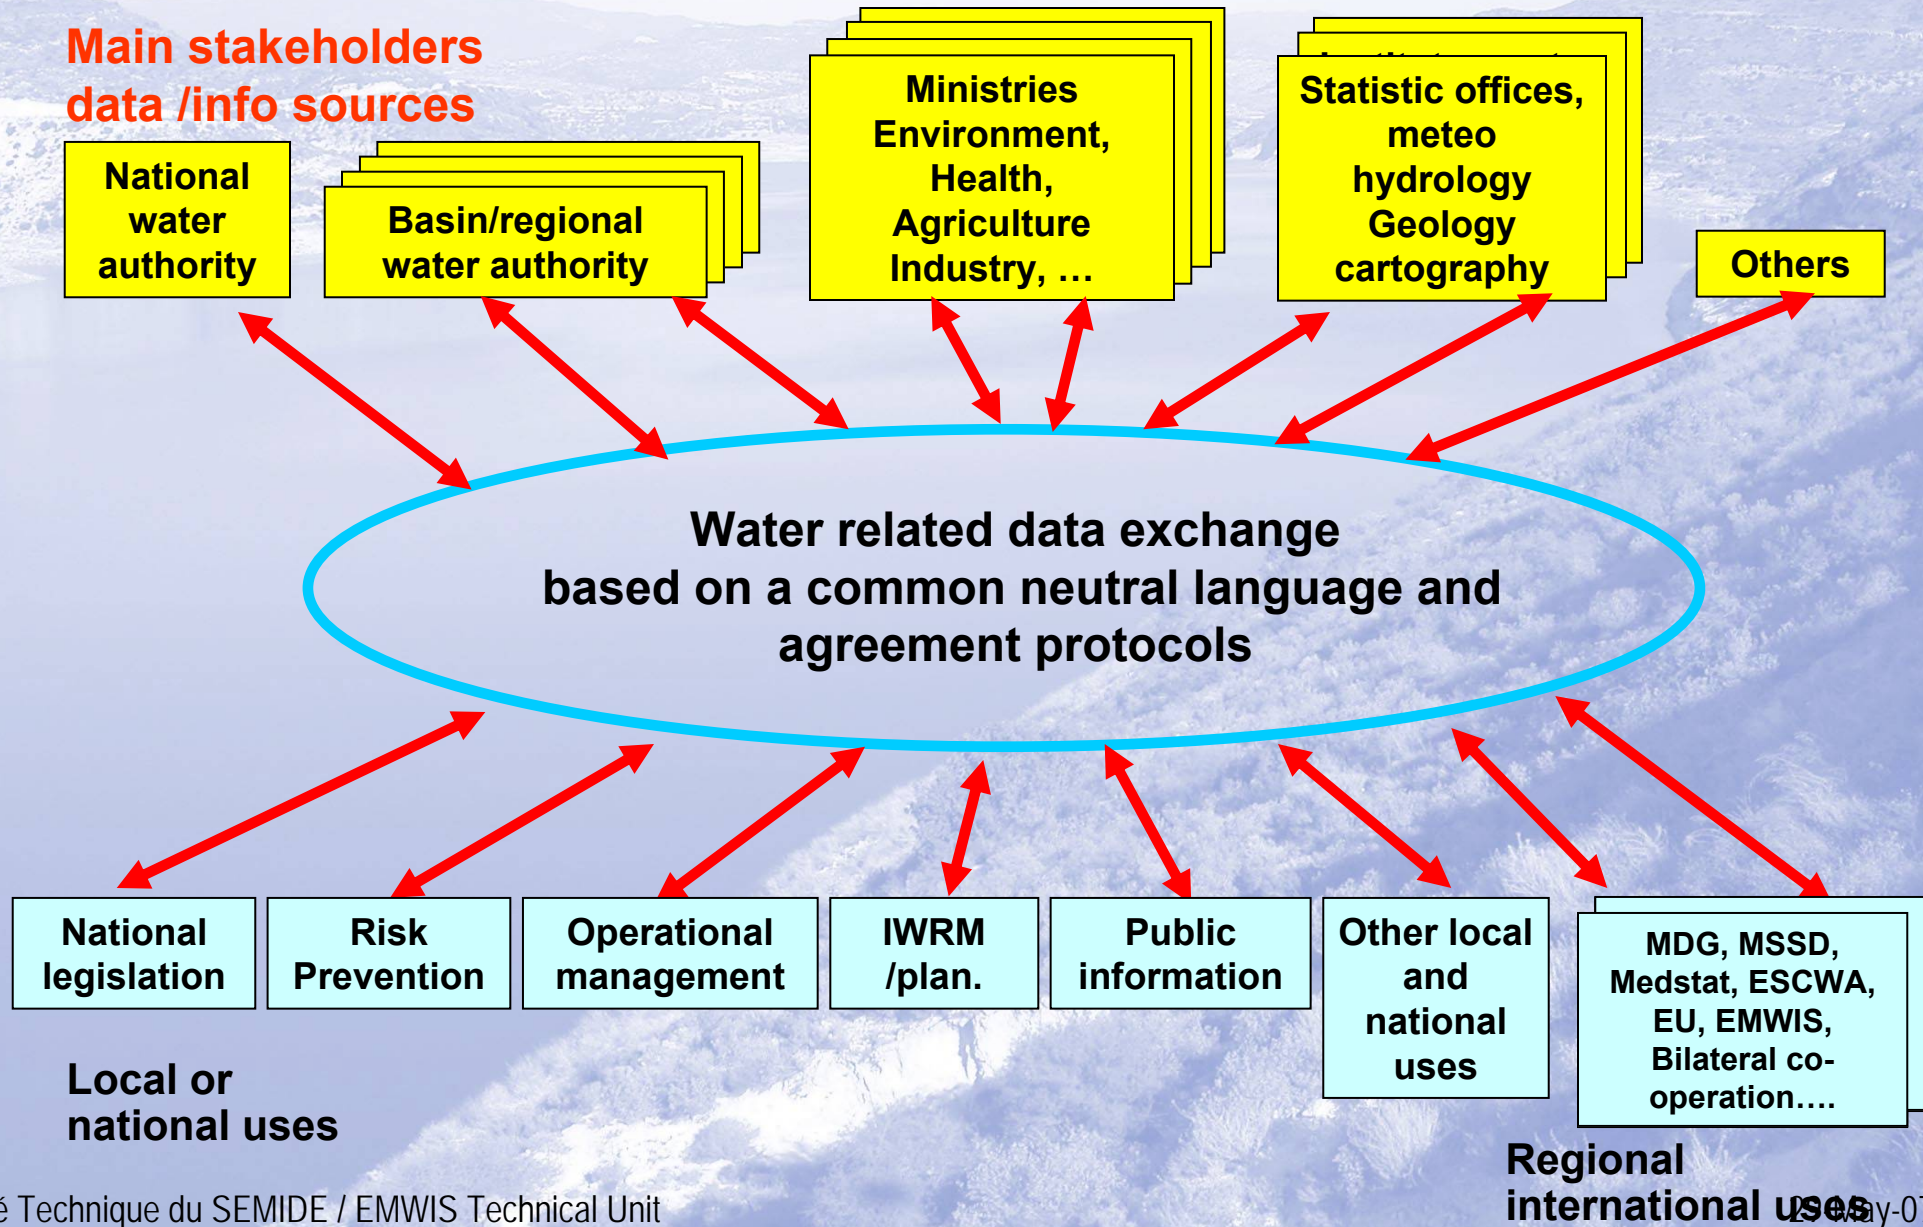 Main stakeholders
data /info sources
National
water
authority
Basin/regional
water authority
Ministries
Environment,
Health,
Agriculture
Industry, …
Statistic offices,
meteo
hydrology
Geology
cartography
Others
Water related data exchange
based on a common neutral language and
agreement protocols
National
legislation
Risk
Prevention
Operational
management
IWRM
/plan.
Public
information
Other local
and
national
uses
MDG, MSSD,
Medstat, ESCWA,
EU, EMWIS,
Bilateral co-
operation….
Local or
national uses
Regional
international uses
é Technique du SEMIDE / EMWIS Technical Unit